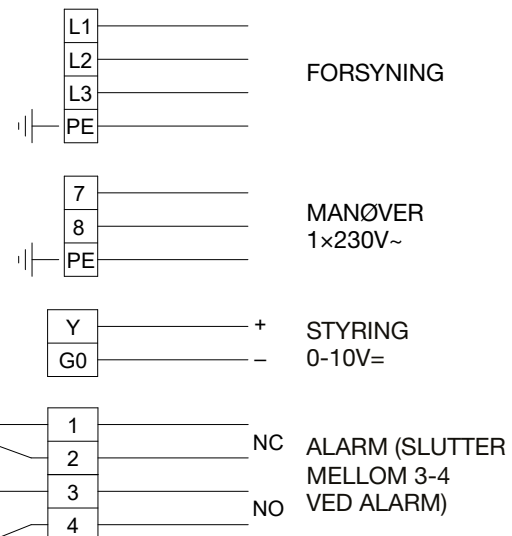 L1
L2
L3
PE
FORSYNING
7
8
PE
MANØVER
1×230V~
Y
G0
+
–
STYRING
0-10V=
1
2
3
4
NC
NO
ALARM (SLUTTER
MELLOM 3-4
VED ALARM)